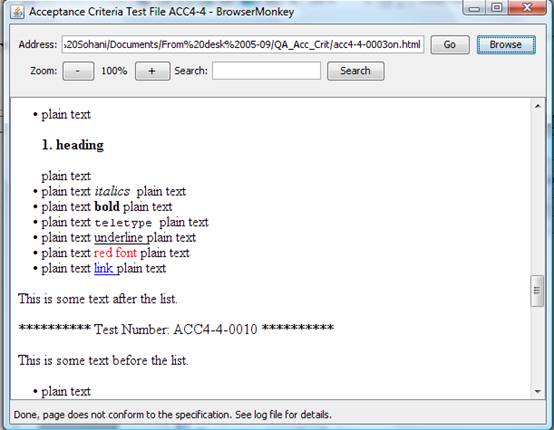 Acceptance Criteria Test File ACC4-4 - BrowserMonkey
Address: %20Sohani/Documents/From%20desk%2005-09/QA_Acc_Crit/acc4-4-0003on.html Go Browse
Zoom: - 100% + Search: Search
• plain text
1. heading
plain text
• plain text italics plain text
• plain text bold plain text
• plain text teletype plain text
• plain text underline plain text
• plain text red font plain text
• plain text link plain text
This is some text after the list.
********** Test Number: ACC4-4-0010 **********
This is some text before the list.
• plain text
Done, page does not conform to the specification. See log file for details.